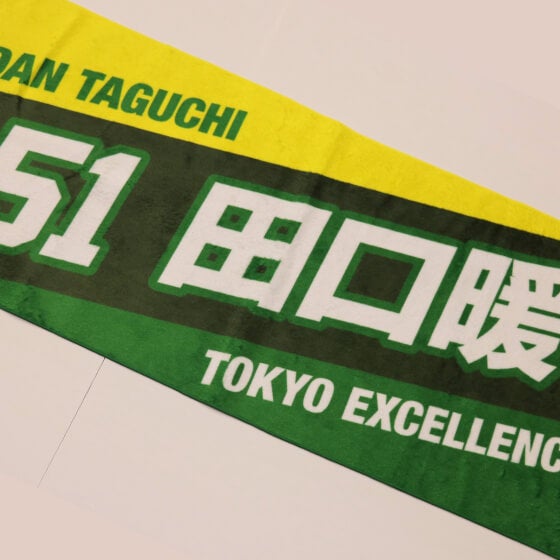 DAN TAGUCHI
51 田口暖
TOKYO EXCELLENC